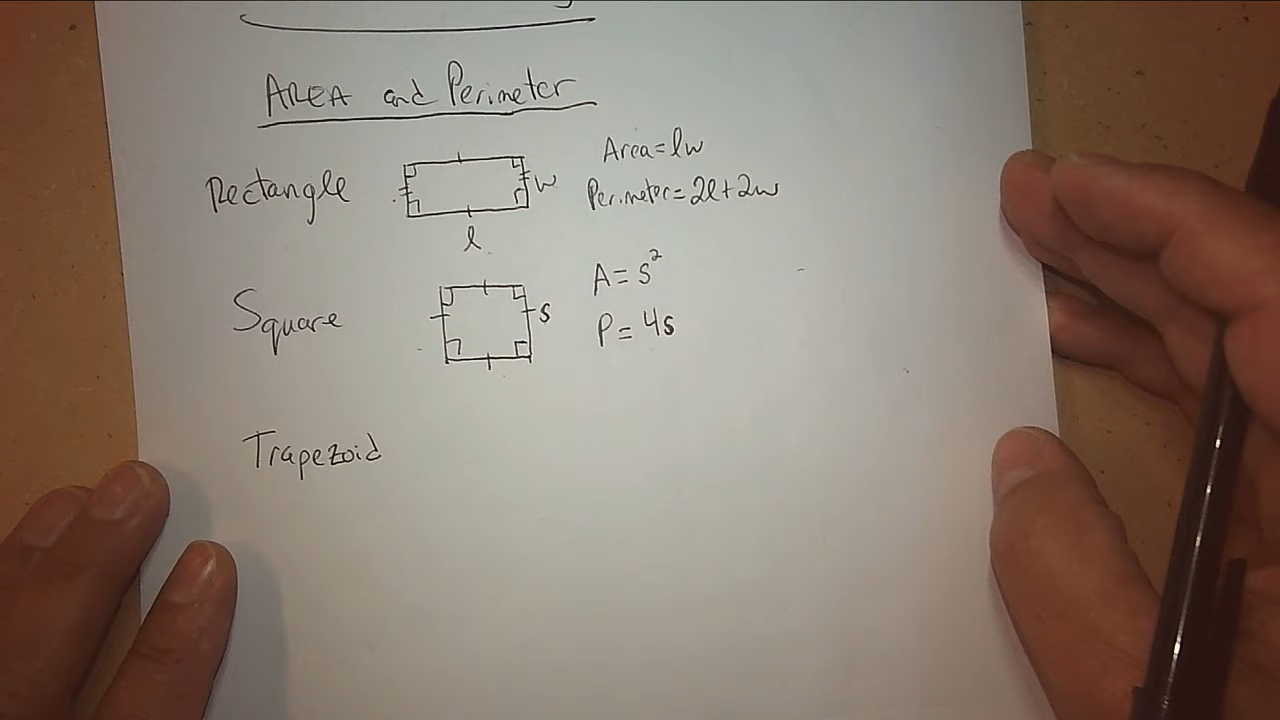 AREA and Perimeter
Rectangle
w
l
Area = lw
Perimeter = 2l + 2w
Square
s
A = s²
P = 4s
Trapezoid